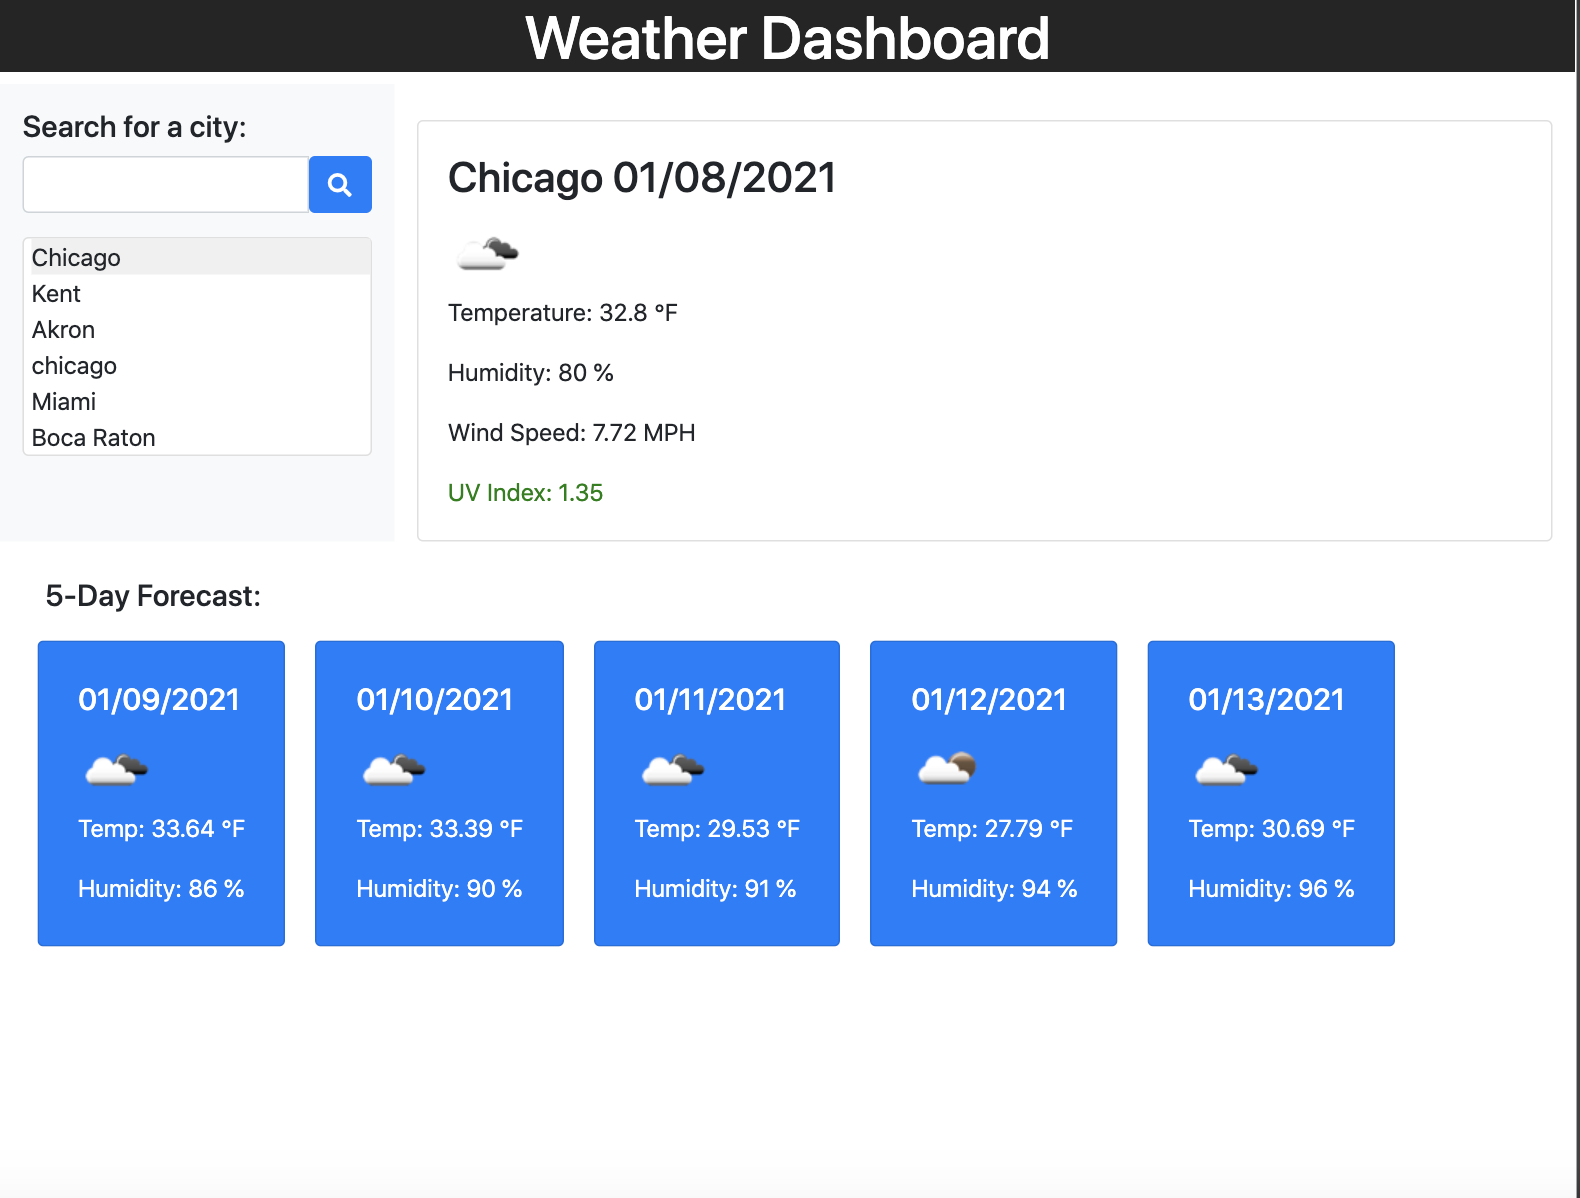 Weather Dashboard
Search for a city:
Chicago
Kent
Akron
chicago
Miami
Boca Raton
Chicago 01/08/2021
Temperature: 32.8 °F
Humidity: 80 %
Wind Speed: 7.72 MPH
UV Index: 1.35
5-Day Forecast:
01/09/2021
Temp: 33.64 °F
Humidity: 86 %
01/10/2021
Temp: 33.39 °F
Humidity: 90 %
01/11/2021
Temp: 29.53 °F
Humidity: 91 %
01/12/2021
Temp: 27.79 °F
Humidity: 94 %
01/13/2021
Temp: 30.69 °F
Humidity: 96 %